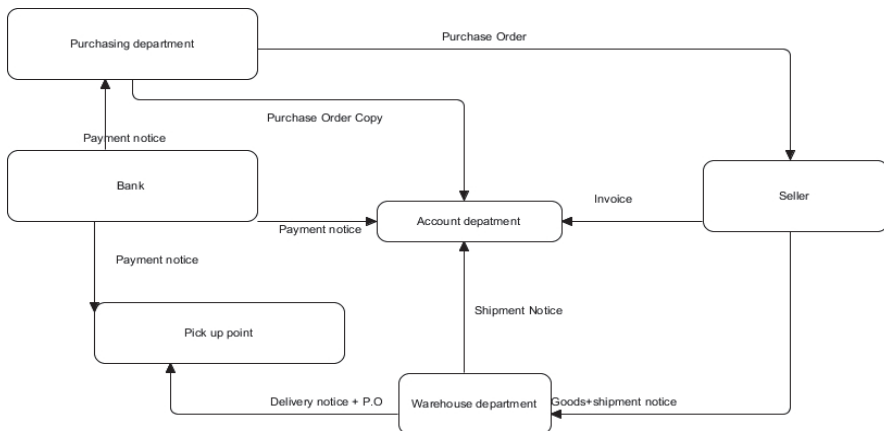 Purchase Order
Purchasing department
Purchase Order Copy
Payment notice
Bank
Seller
Invoice
Account depatment
Payment notice
Payment notice
Shipment Notice
Pick up point
Delivery notice + P.O
Warehouse department
Goods+shipment notice